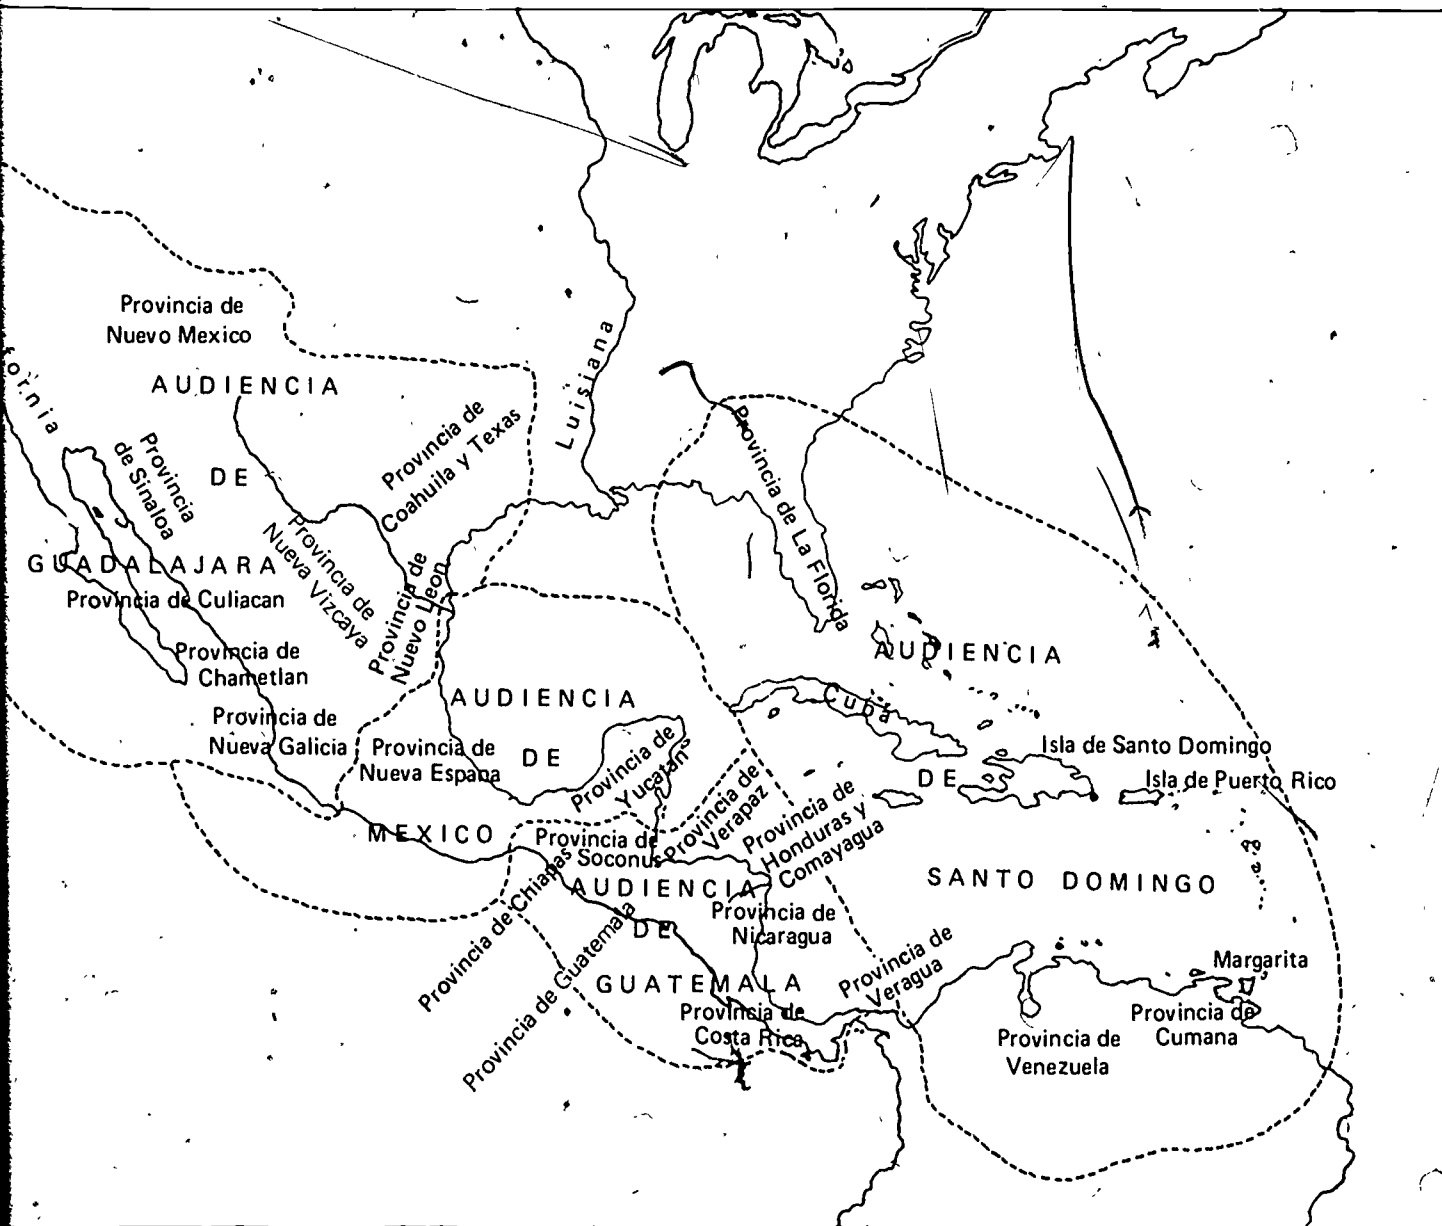 Provincia de
Nuevo Mexico
AUDIENCIA
DE
GUADALAJARA
ornia
Provincia
de Sinaloa
Provincia de
Coahuila y Texas
Luisiana
Provincia de
Nueva Vizcaya
Provincia de
Nuevo Leon
Provincia de Culiacan
Provincia de
Chametlan
Provincia de
Nueva Galicia
AUDIENCIA
DE
MEXICO
Provincia de
Nueva Espana
Provincia de
Yucatan
Provincia de La Florida
AUDIENCIA
DE
SANTO DOMINGO
Cuba
Isla de Santo Domingo
Isla de Puerto Rico
Provincia de
Verapaz
Provincia de
Honduras y
Comayagua
Provincia de
Soconus
Provincia de Chiapas
AUDIENCIA
DE
GUATEMALA
Provincia de Guatemala
Provincia de
Nicaragua
Provincia de
Costa Rica
Provincia de
Veragua
Margarita
Provincia de
Cumana
Provincia de
Venezuela